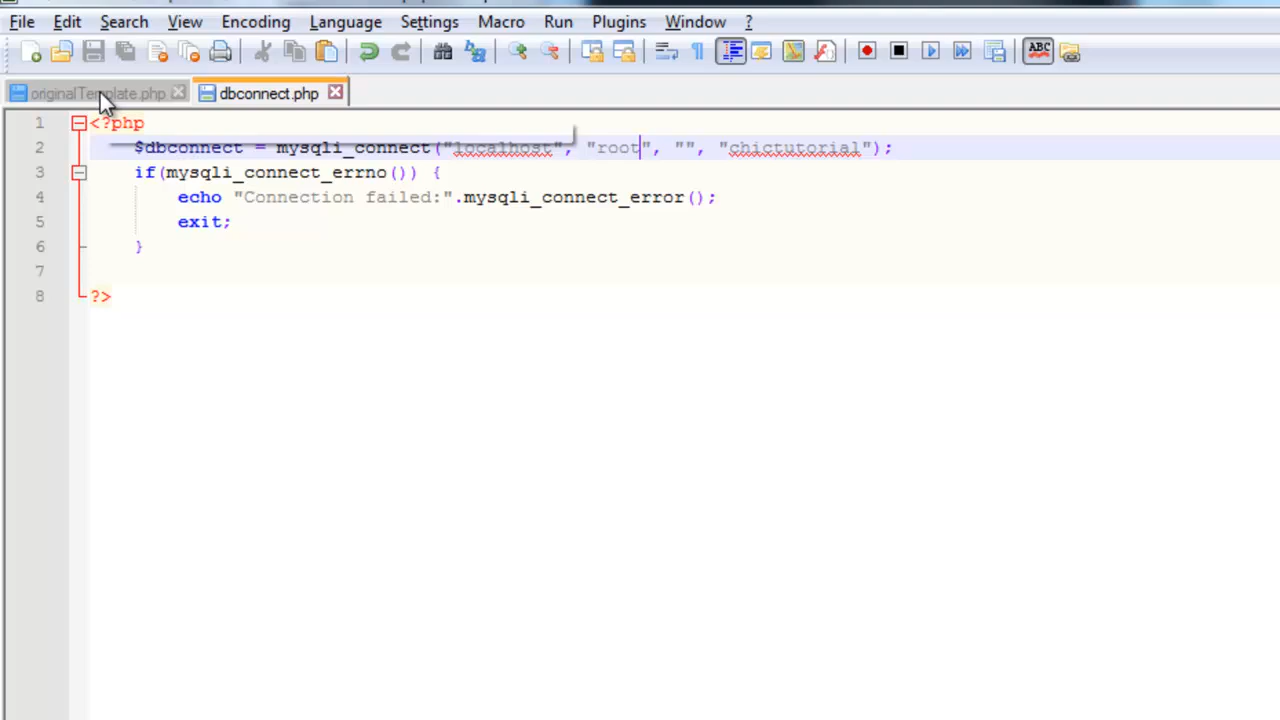 File Edit Search View Encoding Language Settings Macro Run Plugins Window ?
ABC
originalTemplate.php dbconnect.php
1 <?php
2 $dbconnect = mysqli_connect("localhost", "root", "", "chictutorial");
3 if(mysqli_connect_errno()) {
4 echo "Connection failed:".mysqli_connect_error();
5 exit;
6 }
7
8 ?>